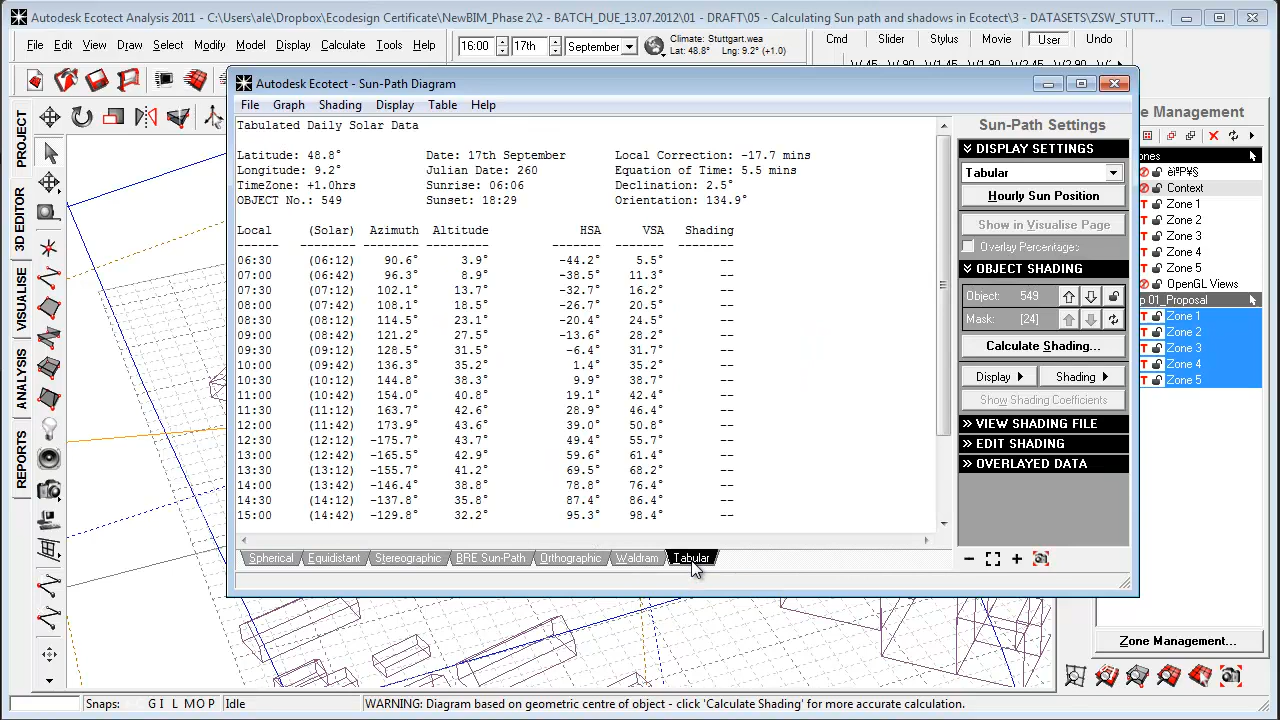 Autodesk Ecotect Analysis 2011 - C:\Users\ale\Dropbox\Ecodesign Certificate\NewBIM_Phase 2\2 - BATCH_DUE_13.07.2012\01 - DRAFT\05 - Calculating Sun path and shadows in Ecotect\3 - DATASETS\ZSW_STUTT...
File Edit View Draw Select Modify Model Display Calculate Tools Help
16:00 17th September
Climate: Stuttgart.wea
Lat: 48.8° Lng: 9.2° (+1.0)
Cmd Slider Stylus Movie User Undo
Autodesk Ecotect - Sun-Path Diagram
File Graph Shading Display Table Help
Tabulated Daily Solar Data
Latitude: 48.8° Date: 17th September Local Correction: -17.7 mins
Longitude: 9.2° Julian Date: 260 Equation of Time: 5.5 mins
TimeZone: +1.0hrs Sunrise: 06:06 Declination: 2.5°
OBJECT No.: 549 Sunset: 18:29 Orientation: 134.9°
Local (Solar) Azimuth Altitude HSA VSA Shading
06:30 (06:12) 90.6° 3.9° -44.2° 5.5° --
07:00 (06:42) 96.3° 8.9° -38.5° 11.3° --
07:30 (07:12) 102.1° 13.7° -32.7° 16.2° --
08:00 (07:42) 108.1° 18.5° -26.7° 20.5° --
08:30 (08:12) 114.5° 23.1° -20.4° 24.5° --
09:00 (08:42) 121.2° 27.5° -13.6° 28.2° --
09:30 (09:12) 128.5° 31.5° -6.4° 31.7° --
10:00 (09:42) 136.3° 1.4° 35.2° --
10:30 (10:12) 144.8° 9.9° 38.7° --
11:00 (10:42) 154.0° 40.8° 19.1° 42.4° --
11:30 (11:12) 163.7° 42.6° 28.9° 46.4° --
12:00 (11:42) 173.9° 43.6° 39.0° 50.8° --
12:30 (12:12) -175.7° 43.7° 49.4° 55.7° --
13:00 (12:42) -165.5° 42.9° 59.6° 61.4° --
13:30 (13:12) -155.7° 41.2° 69.5° 68.2° --
14:00 (13:42) -146.4° 38.8° 78.8° 76.4° --
14:30 (14:12) -137.8° 35.8° 87.4° 86.4° --
15:00 (14:42) -129.8° 32.2° 95.3° 98.4° --
Spherical Equidistant Stereographic BRE Sun-Path Orthographic Waldram Tabular
Sun-Path Settings
DISPLAY SETTINGS
Tabular
Hourly Sun Position
Show in Visualise Page
Overlay Percentages
OBJECT SHADING
Object: 549
Mask: [24]
Calculate Shading...
Display Shading
Show Shading Coefficients
VIEW SHADING FILE
EDIT SHADING
OVERLAYED DATA
PROJECT
3D EDITOR
VISUALISE
ANALYSIS
REPORTS
e Management
ones
Context
Zone 1
Zone 2
Zone 3
Zone 4
Zone 5
OpenGL Views
p 01_Proposal
Zone 1
Zone 2
Zone 3
Zone 4
Zone 5
Zone Management...
Snaps: G I L M O P Idle WARNING: Diagram based on geometric centre of object - click 'Calculate Shading' for more accurate calculation.